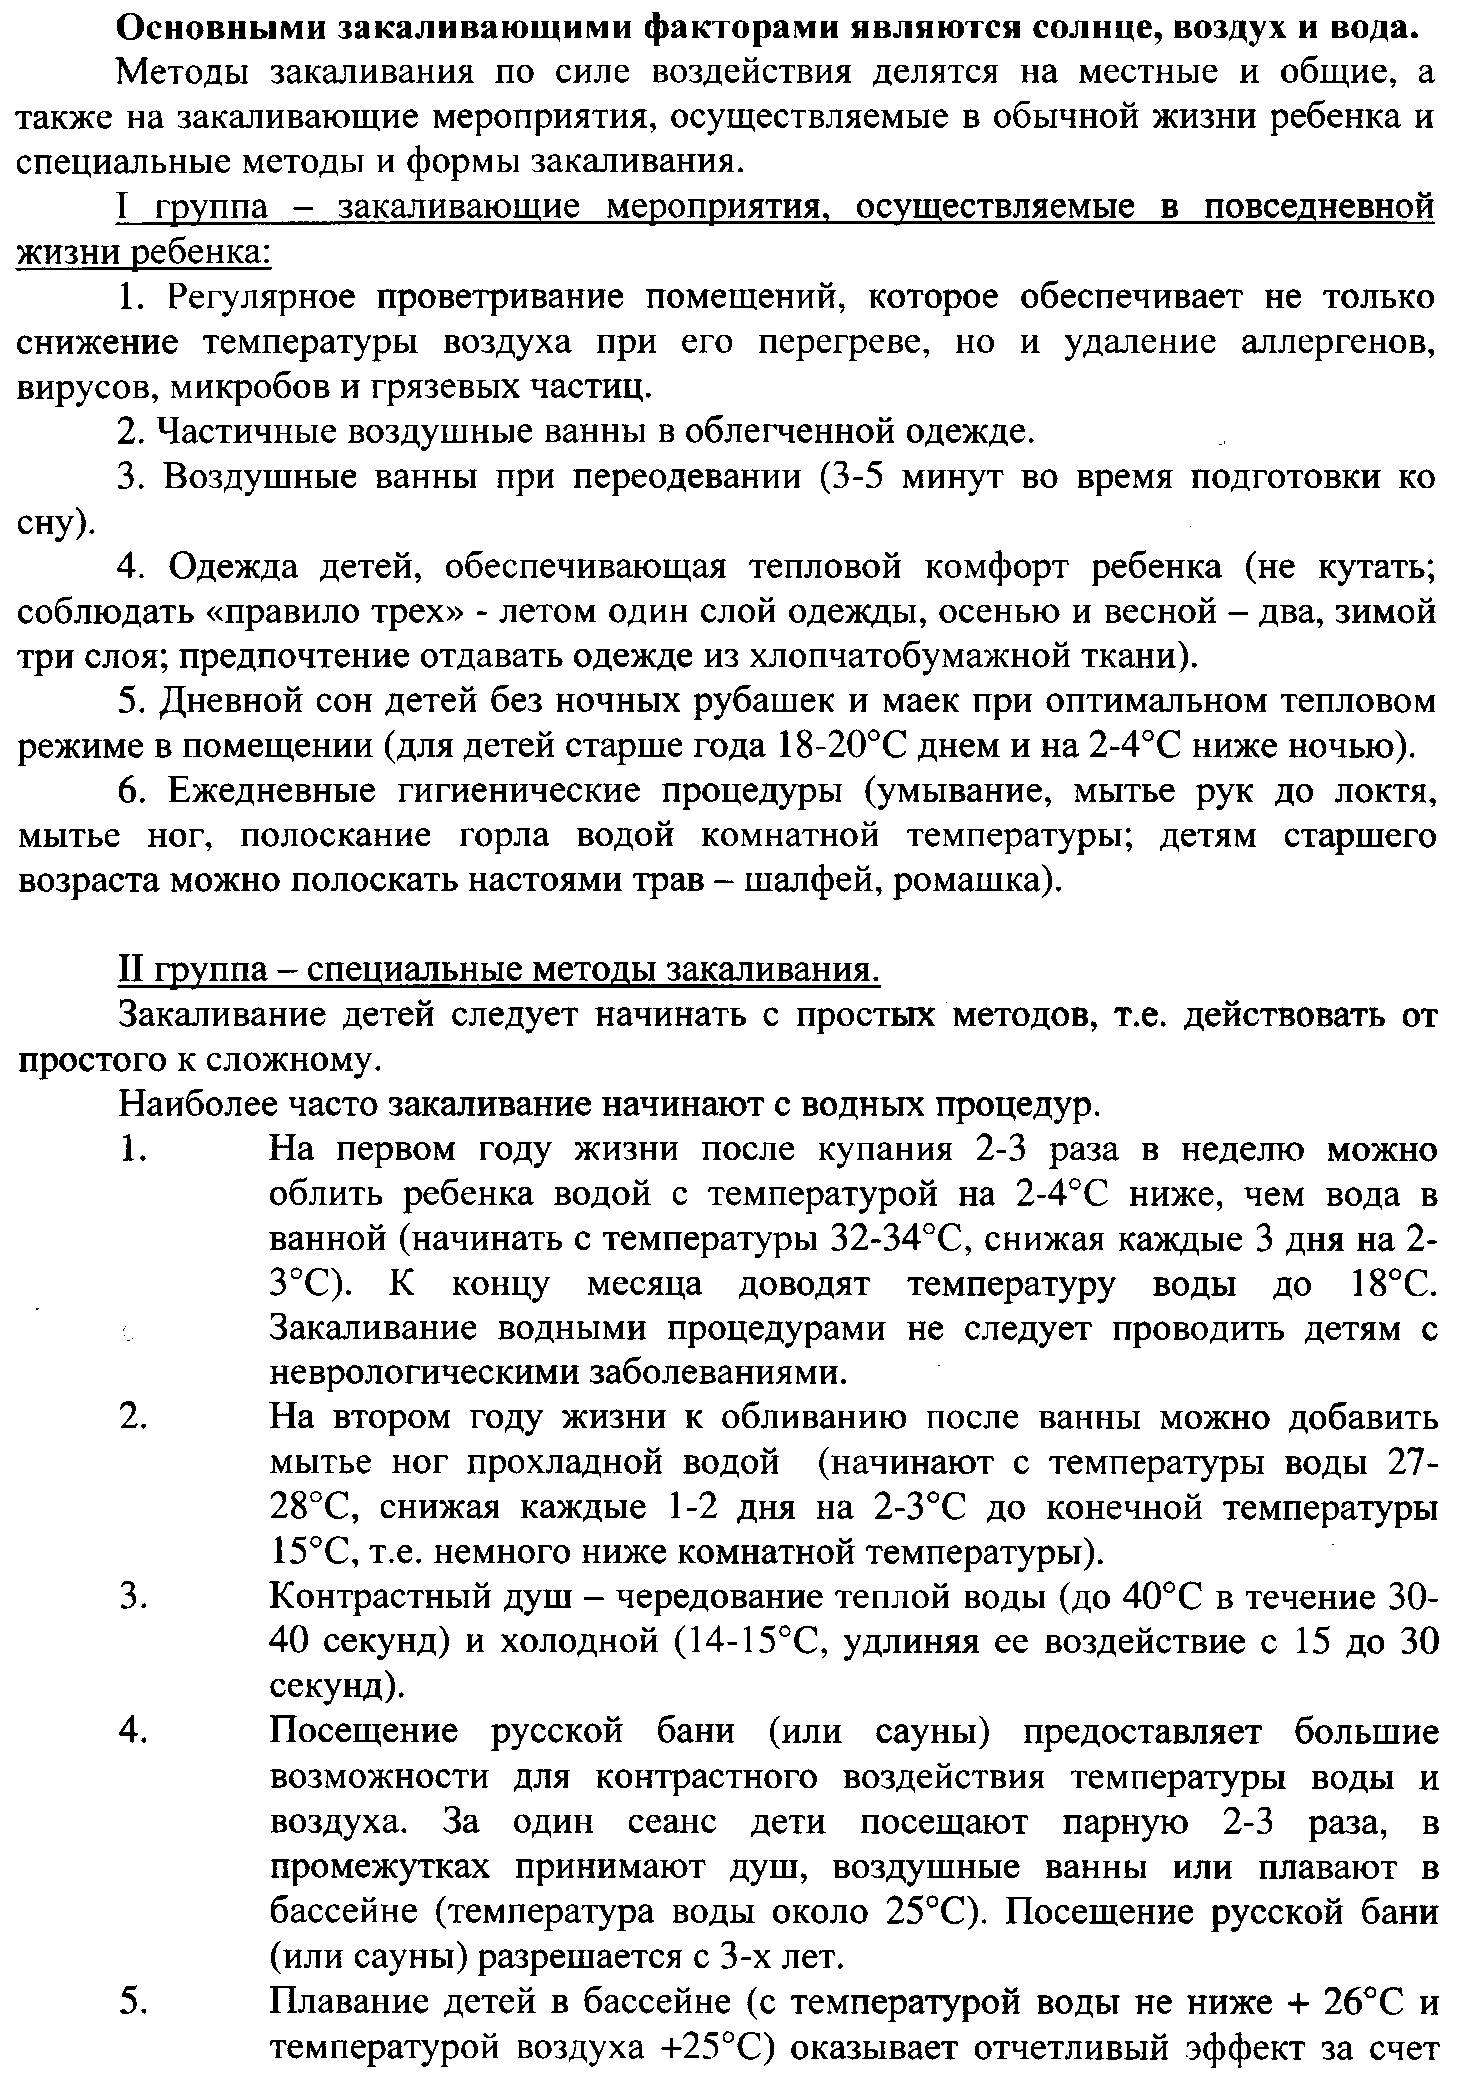 Основными закаливающими факторами являются солнце, воздух и вода.
Методы закаливания по силе воздействия делятся на местные и общие, а
также на закаливающие мероприятия, осуществляемые в обычной жизни ребенка и
специальные методы и формы закаливания.
I группа – закаливающие мероприятия, осуществляемые в повседневной
жизни ребенка:
1. Регулярное проветривание помещений, которое обеспечивает не только
снижение температуры воздуха при его перегреве, но и удаление аллергенов,
вирусов, микробов и грязевых частиц.
2. Частичные воздушные ванны в облегченной одежде.
3. Воздушные ванны при переодевании (3-5 минут во время подготовки ко
сну).
4. Одежда детей, обеспечивающая тепловой комфорт ребенка (не кутать;
соблюдать «правило трех» - летом один слой одежды, осенью и весной – два, зимой
три слоя; предпочтение отдавать одежде из хлопчатобумажной ткани).
5. Дневной сон детей без ночных рубашек и маек при оптимальном тепловом
режиме в помещении (для детей старше года 18-20°С днем и на 2-4°С ниже ночью).
6. Ежедневные гигиенические процедуры (умывание, мытье рук до локтя,
мытье ног, полоскание горла водой комнатной температуры; детям старшего
возраста можно полоскать настоями трав – шалфей, ромашка).
II группа – специальные методы закаливания.
Закаливание детей следует начинать с простых методов, т.е. действовать от
простого к сложному.
Наиболее часто закаливание начинают с водных процедур.
1. На первом году жизни после купания 2-3 раза в неделю можно
облить ребенка водой с температурой на 2-4°С ниже, чем вода в
ванной (начинать с температуры 32-34°С, снижая каждые 3 дня на 2-
3°С). К концу месяца доводят температуру воды до 18°С.
Закаливание водными процедурами не следует проводить детям с
неврологическими заболеваниями.
2. На втором году жизни к обливанию после ванны можно добавить
мытье ног прохладной водой (начинают с температуры воды 27-
28°С, снижая каждые 1-2 дня на 2-3°С до конечной температуры
15°С, т.е. немного ниже комнатной температуры).
3. Контрастный душ – чередование теплой воды (до 40°С в течение 30-
40 секунд) и холодной (14-15°С, удлиняя ее воздействие с 15 до 30
секунд).
4. Посещение русской бани (или сауны) предоставляет большие
возможности для контрастного воздействия температуры воды и
воздуха. За один сеанс дети посещают парную 2-3 раза, в
промежутках принимают душ, воздушные ванны или плавают в
бассейне (температура воды около 25°С). Посещение русской бани
(или сауны) разрешается с 3-х лет.
5. Плавание детей в бассейне (с температурой воды не ниже + 26°С и
температурой воздуха +25°С) оказывает отчетливый эффект за счет